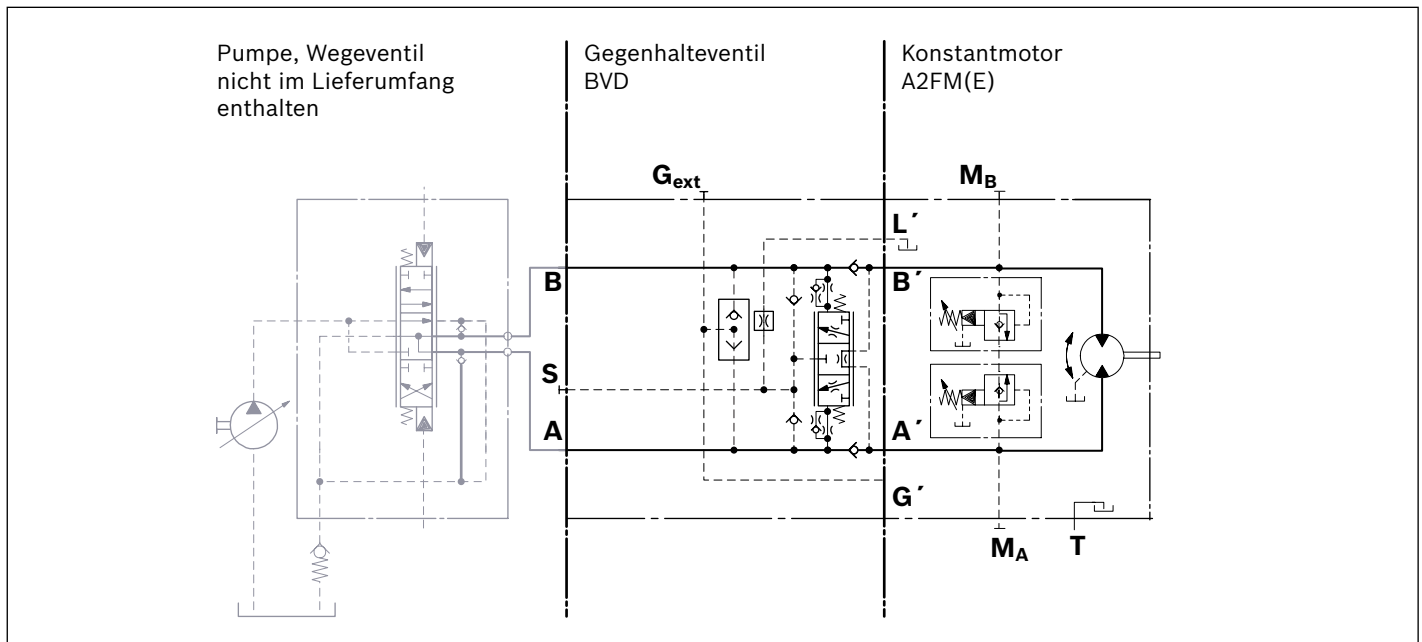 Pumpe, Wegeventil
nicht im Lieferumfang
enthalten
Gegenhalteventil
BVD
Konstantmotor
A2FM(E)
Gext
MB
L´
B
B´
S
A
A´
G´
MA
T